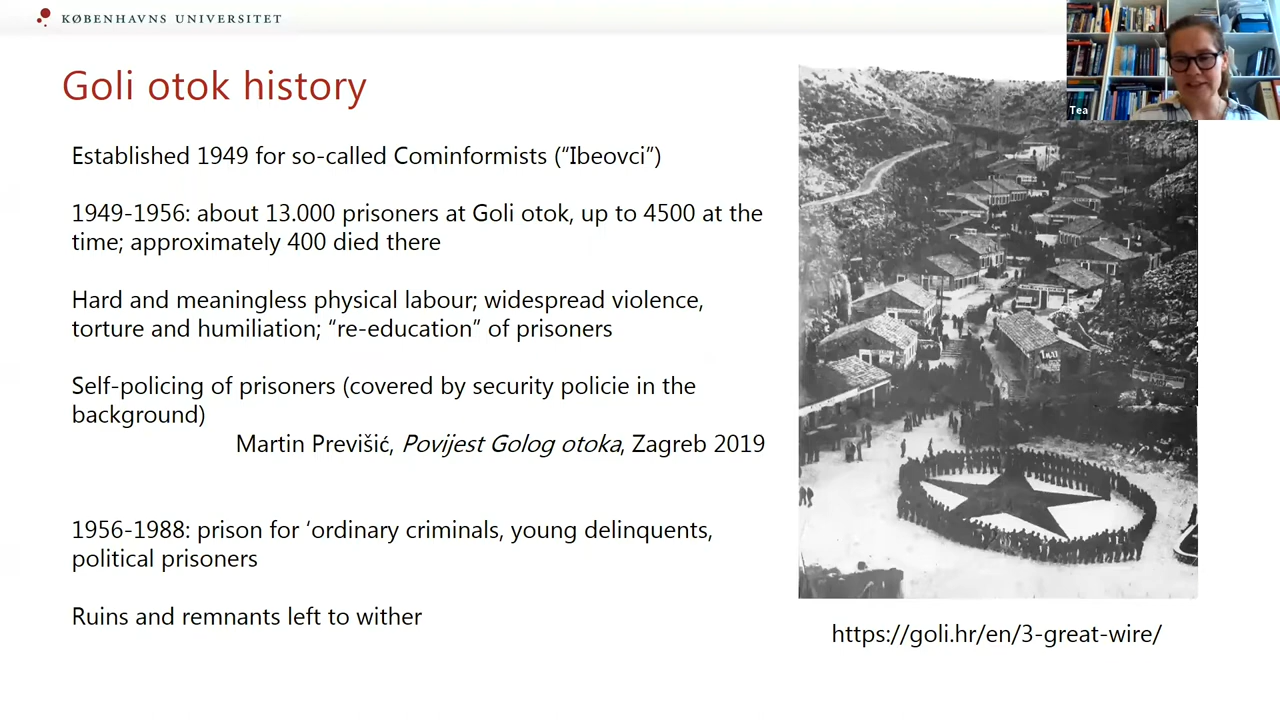 KØBENHAVNS UNIVERSITET
Tea
Goli otok history
Established 1949 for so-called Cominformists (“Ibeovci”)
1949-1956: about 13.000 prisoners at Goli otok, up to 4500 at the
time; approximately 400 died there
Hard and meaningless physical labour; widespread violence,
torture and humiliation; “re-education” of prisoners
Self-policing of prisoners (covered by security policie in the
background)
Martin Previšić, Povijest Golog otoka, Zagreb 2019
1956-1988: prison for ‘ordinary criminals, young delinquents,
political prisoners
Ruins and remnants left to wither
https://goli.hr/en/3-great-wire/